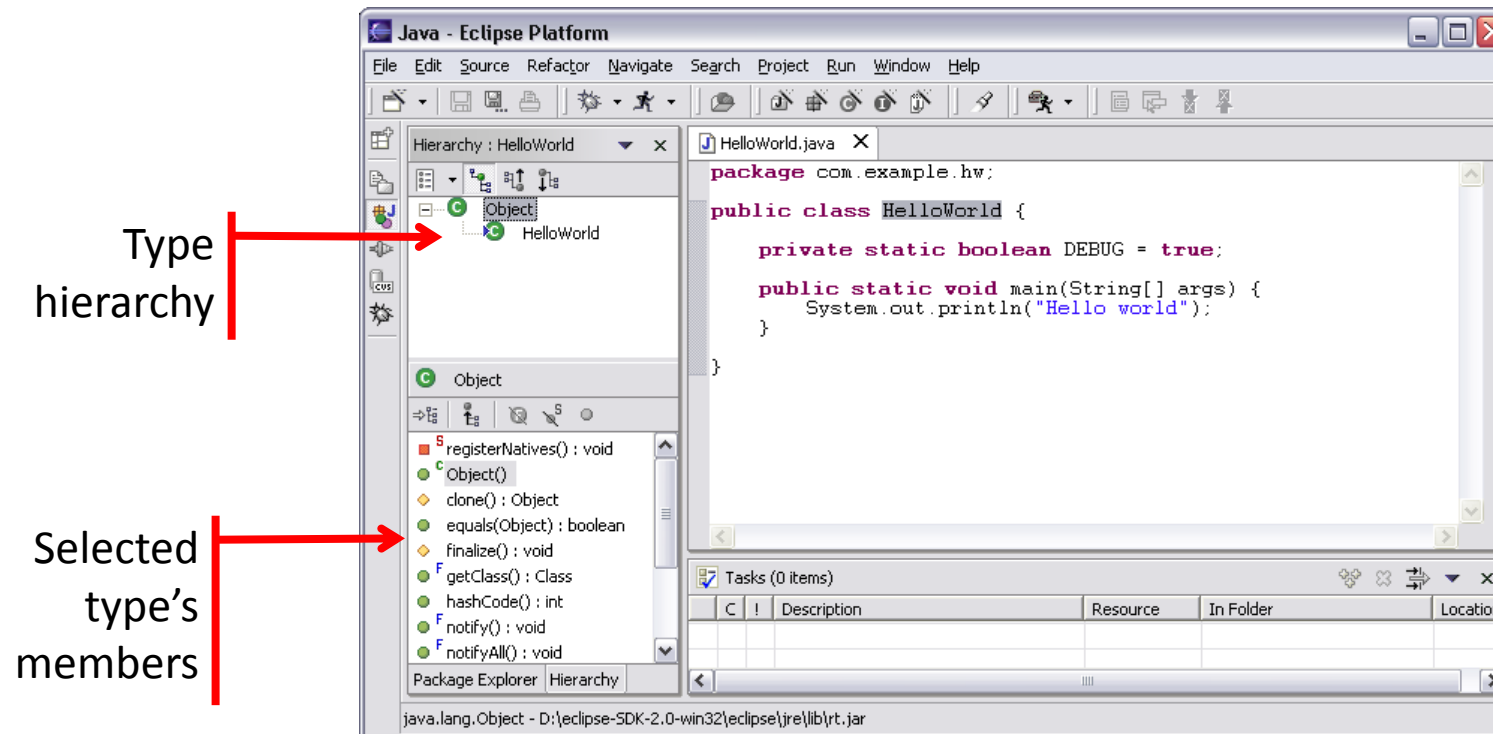 Java - Eclipse Platform
File Edit Source Refactor Navigate Search Project Run Window Help
Hierarchy : HelloWorld
HelloWorld.java
Object
HelloWorld
Type
hierarchy
package com.example.hw;
public class HelloWorld {
private static boolean DEBUG = true;
public static void main(String[] args) {
System.out.println("Hello world");
}
}
CVS
Object
S registerNatives() : void
C Object()
clone() : Object
equals(Object) : boolean
finalize() : void
F getClass() : Class
hashCode() : int
F notify() : void
F notifyAll() : void
Selected
type’s
members
Package Explorer Hierarchy
Tasks (0 items)
C ! Description Resource In Folder Locatio
java.lang.Object - D:\eclipse-SDK-2.0-win32\eclipse\jre\lib\rt.jar